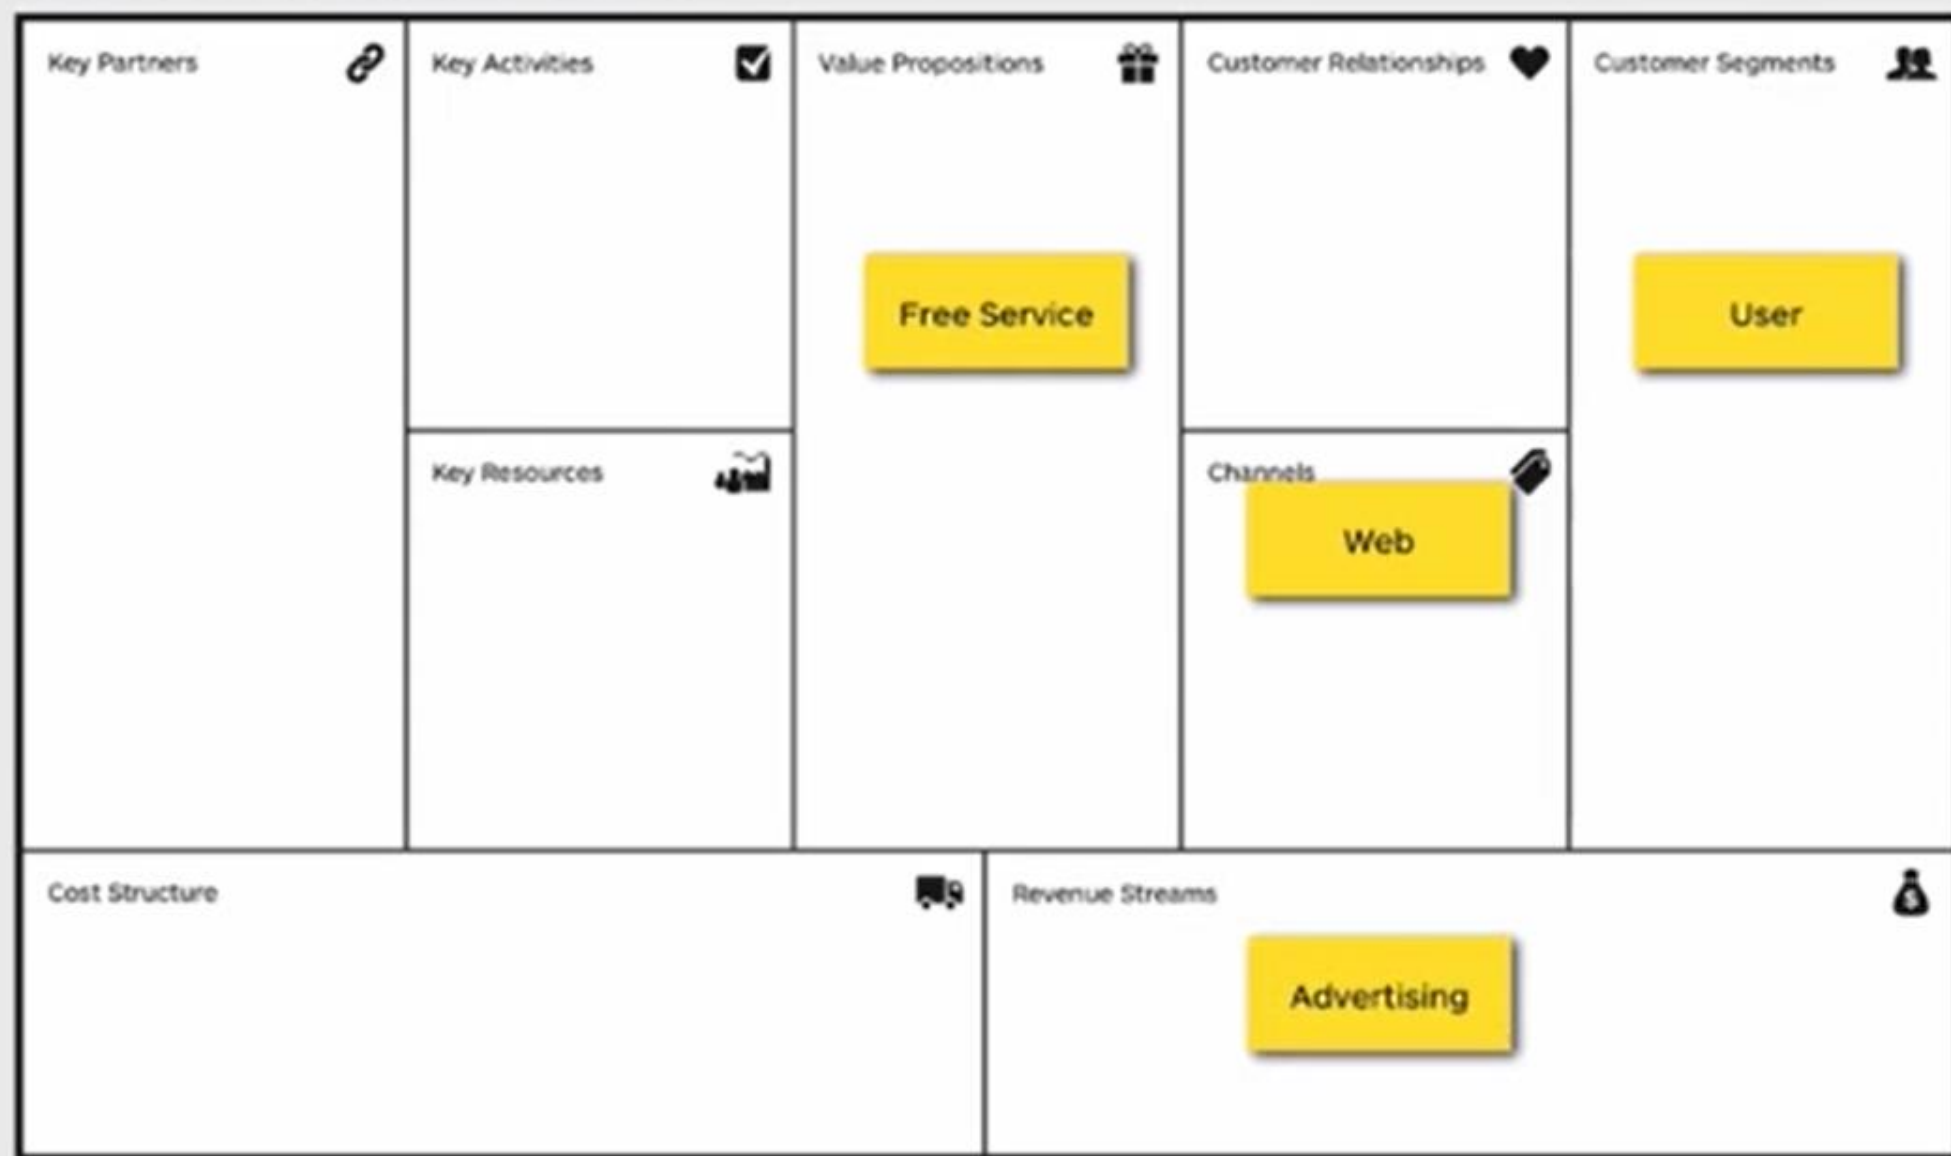 Key Partners
Key Activities
Value Propositions
Customer Relationships
Customer Segments
Free Service
User
Key Resources
Channels
Web
Cost Structure
Revenue Streams
Advertising